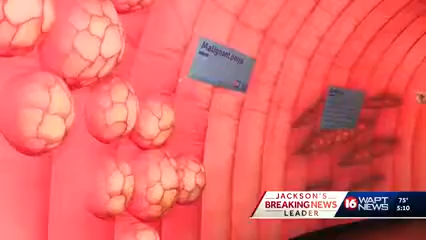 Malignant polyp
JACKSON'S
BREAKING NEWS
LEADER
16 WAPT NEWS
75°
5:10